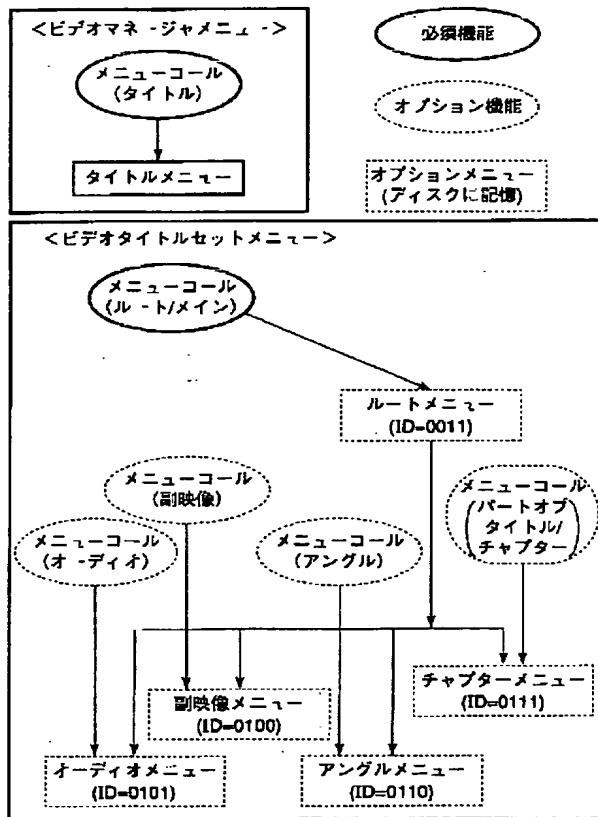 <ビデオマネ-ジャメニュ->
メニューコール
(タイトル)
タイトルメニュー
必須機能
オプション機能
オプションメニュー
(ディスクに記憶)
<ビデオタイトルセットメニュー>
メニューコール
(ル-ト/メイン)
ルートメニュー
(ID=0011)
メニューコール
(副映像)
メニューコール
(パートオブ
タイトル/
チャプター)
メニューコール
(オ-ディオ)
メニューコール
(アングル)
副映像メニュー
(ID=0100)
チャプターメニュー
(ID=0111)
オーディオメニュー
(ID=0101)
アングルメニュー
(ID=0110)